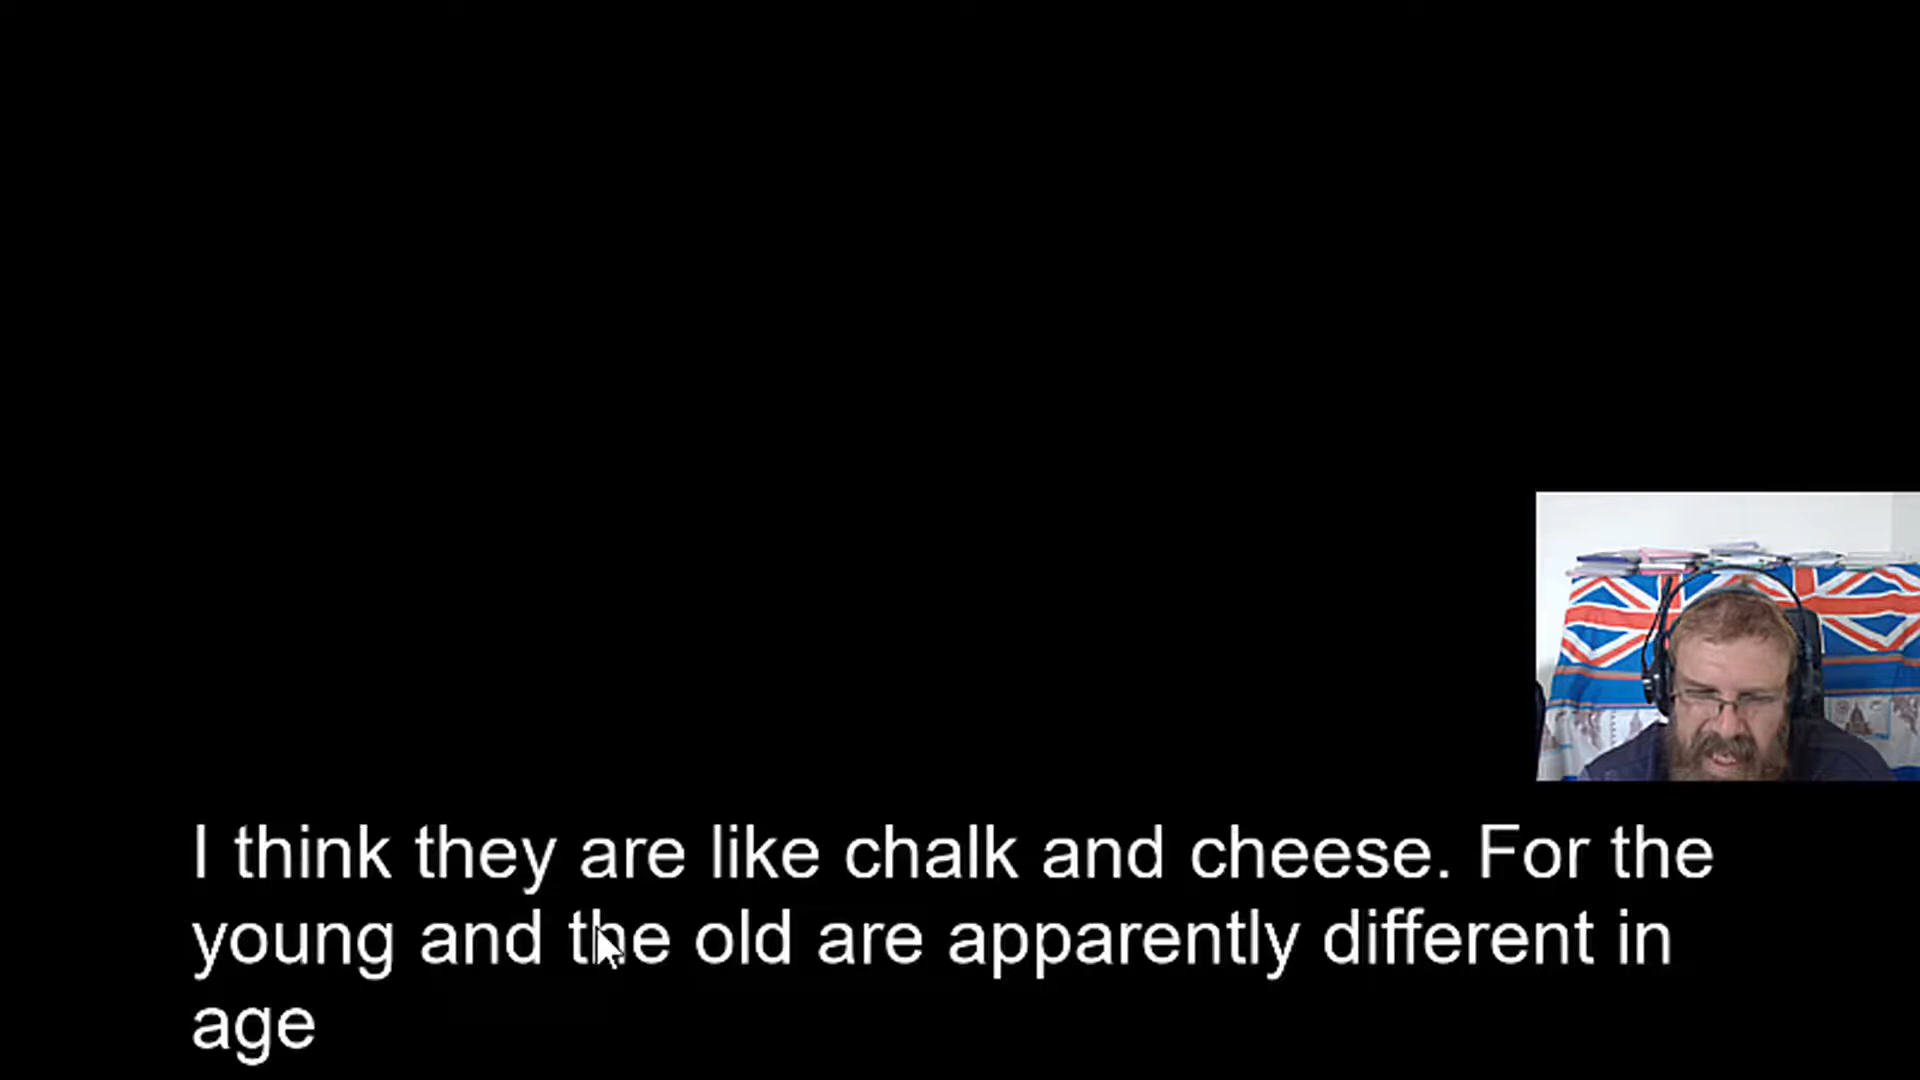 I think they are like chalk and cheese. For the
young and the old are apparently different in
age